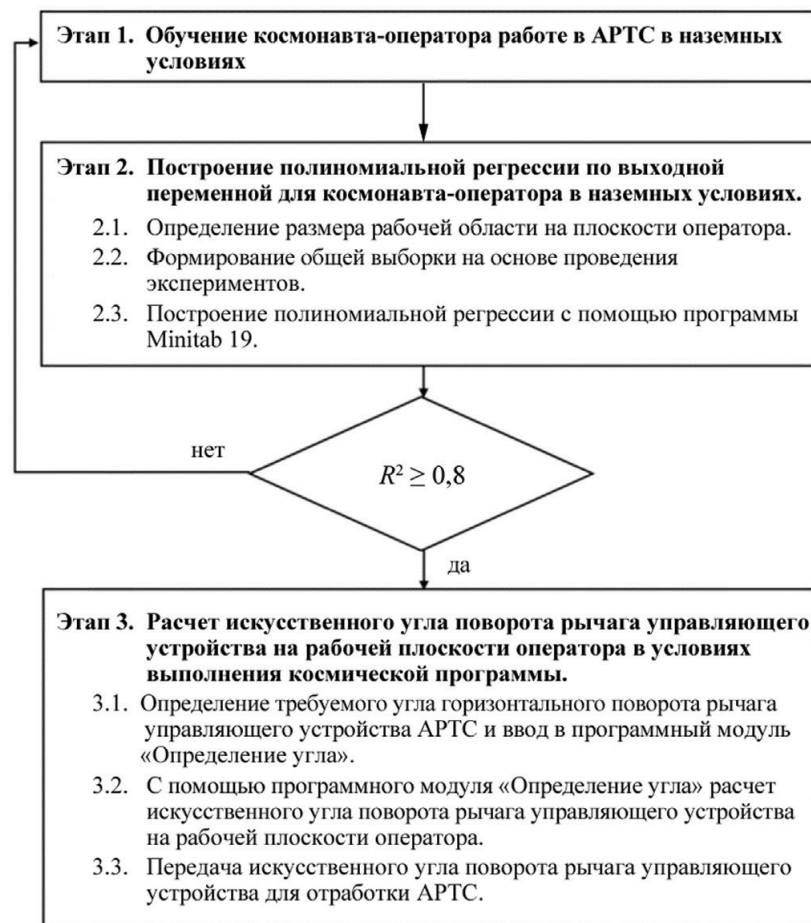 Этап 1. Обучение космонавта-оператора работе в АРТС в наземных
условиях
Этап 2. Построение полиномиальной регрессии по выходной
переменной для космонавта-оператора в наземных условиях.
2.1. Определение размера рабочей области на плоскости оператора.
2.2. Формирование общей выборки на основе проведения
экспериментов.
2.3. Построение полиномиальной регрессии с помощью программы
Minitab 19.
нет
R² ≥ 0,8
да
Этап 3. Расчет искусственного угла поворота рычага управляющего
устройства на рабочей плоскости оператора в условиях
выполнения космической программы.
3.1. Определение требуемого угла горизонтального поворота рычага
управляющего устройства АРТС и ввод в программный модуль
«Определение угла».
3.2. С помощью программного модуля «Определение угла» расчет
искусственного угла поворота рычага управляющего устройства
на рабочей плоскости оператора.
3.3. Передача искусственного угла поворота рычага управляющего
устройства для отработки АРТС.